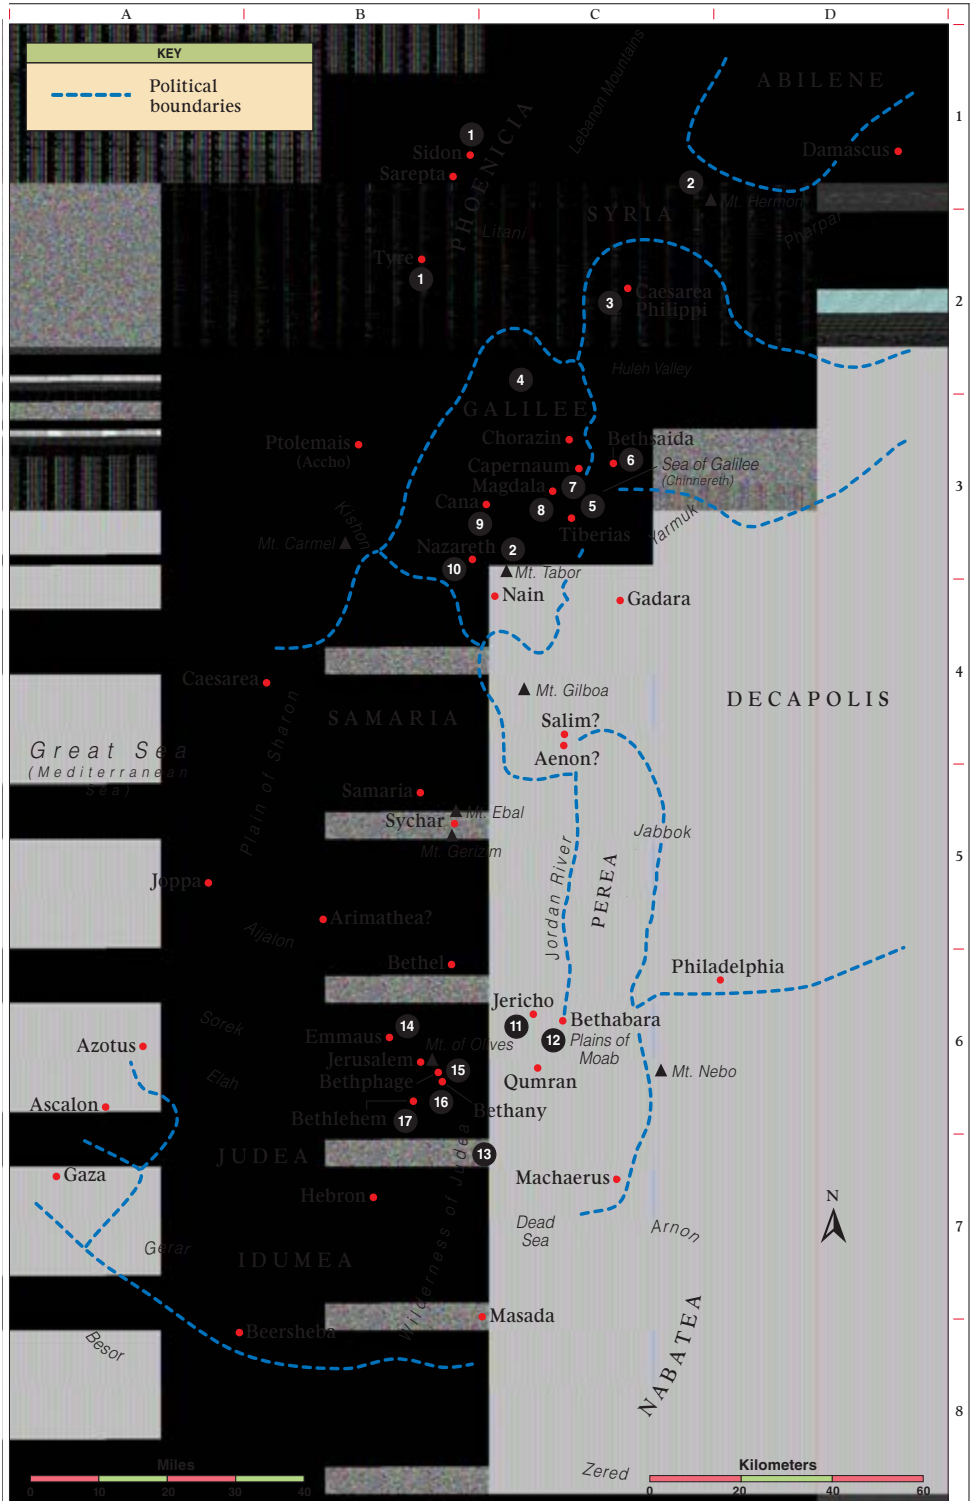 A B C D
KEY
Political
boundaries
ABILENE
Lebanon Mountains
1
1
Sidon
Damascus
PHOENICIA
Sarepta
2
Mt. Hermon
SYRIA
Pharpar
Litani
Tyre
1
Caesarea
Philippi
3
2
Huleh Valley
4
GALILEE
Ptolemais
(Accho)
Chorazin
Bethsaida
6
Capernaum
Sea of Galilee
(Chinnereth)
Magdala
7
3
Cana
8
5
9
Tiberias
Yarmuk
Kishon
Mt. Carmel
Nazareth
2
10
Mt. Tabor
Nain
Gadara
Caesarea
4
Mt. Gilboa
DECAPOLIS
SAMARIA
Salim?
Great Sea
(Mediterranean
Sea)
Plain of Sharon
Aenon?
Samaria
Mt. Ebal
Sychar
Jabbok
Mt. Gerizim
5
Jordan River
PEREA
Joppa
Arimathea?
Aijalon
Bethel
Philadelphia
Jericho
Sorek
14
11
Bethabara
Emmaus
12
Plains of
Moab
Azotus
Mt. of Olives
6
Jerusalem
15
Mt. Nebo
Elah
Bethphage
Qumran
Ascalon
16
Bethany
Bethlehem
17
JUDEA
13
Gaza
Machaerus
Hebron
Wilderness of Judea
N
Dead
Sea
Arnon
7
Gerar
IDUMEA
Masada
Beersheba
Besor
NABATEA
8
Miles
0 10 20 30 40
Zered
Kilometers
0 20 40 60